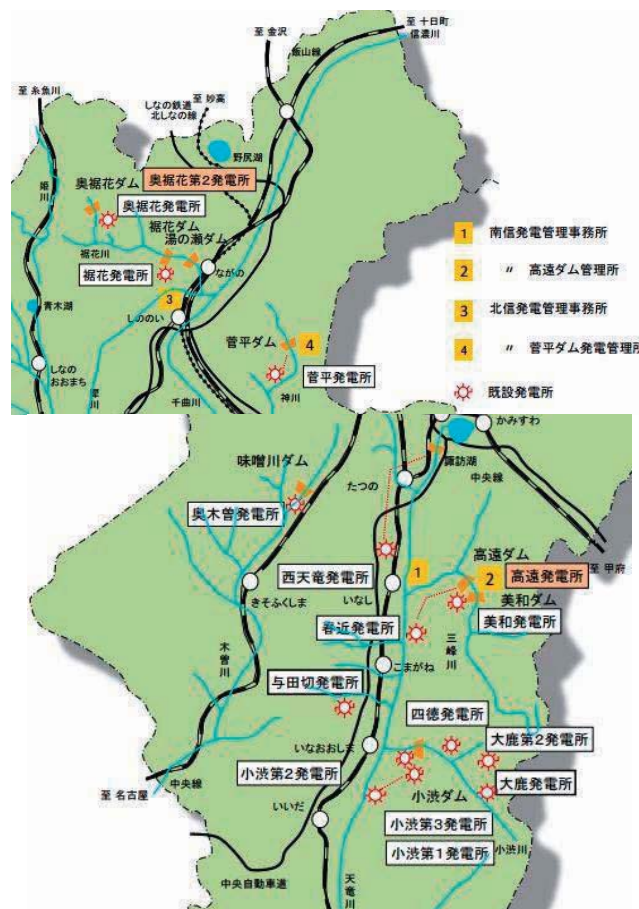 至 十日町
信濃川
至 金沢
飯山線
至 糸魚川
至 妙高
しなの鉄道
北しなの線
野尻湖
姫川
奥裾花ダム
奥裾花第2発電所
奥裾花発電所
裾花ダム
湯の瀬ダム
裾花川
裾花発電所
ながの
青木湖
3
しののい
しなの
おおまち
犀川
千曲川
菅平ダム
4
菅平発電所
神川
1 南信発電管理事務所
2 〃 高遠ダム管理所
3 北信発電管理事務所
4 〃 菅平ダム発電管理所
既設発電所
かみすわ
諏訪湖
中央線
味噌川ダム
たつの
奥木曽発電所
高遠ダム
至 甲府
西天竜発電所
1
2
高遠発電所
きそふくしま
いなし
美和ダム
美和発電所
春近発電所
木曽川
三峰川
こまがね
与田切発電所
四徳発電所
大鹿第2発電所
いなおおしま
小渋第2発電所
大鹿発電所
中央線
至 名古屋
小渋ダム
いいだ
小渋第3発電所
小渋第1発電所
小渋川
中央自動車道
天竜川